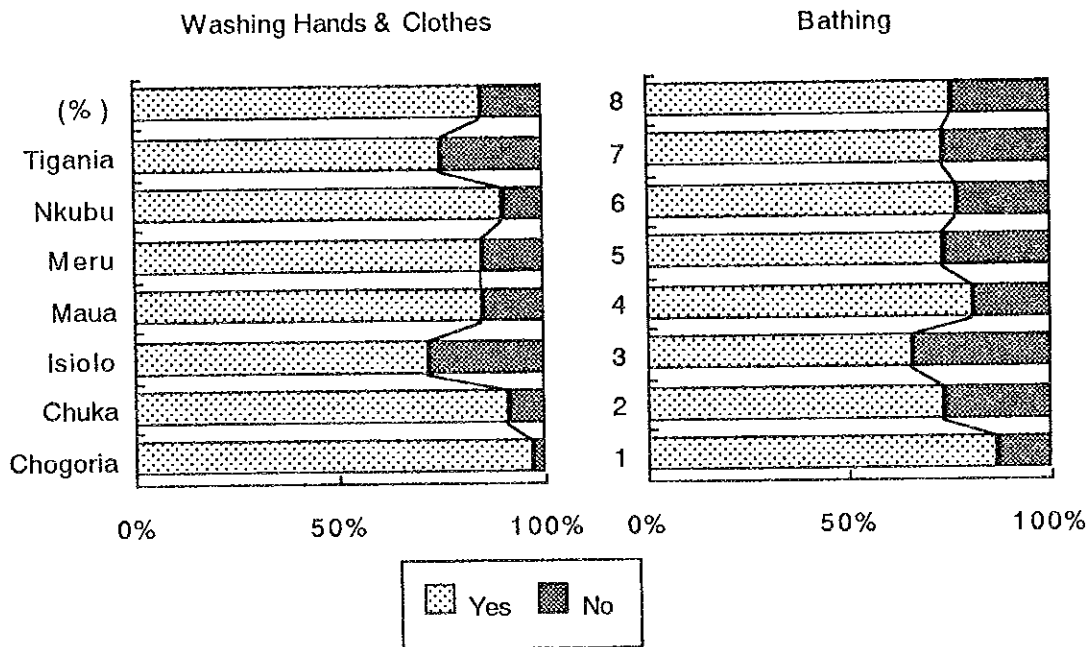 Washing Hands & Clothes
(%)
Tigania
Nkubu
Meru
Maua
Isiolo
Chuka
Chogoria
0% 50% 100%
Bathing
8
7
6
5
4
3
2
1
0% 50% 100%
Yes No